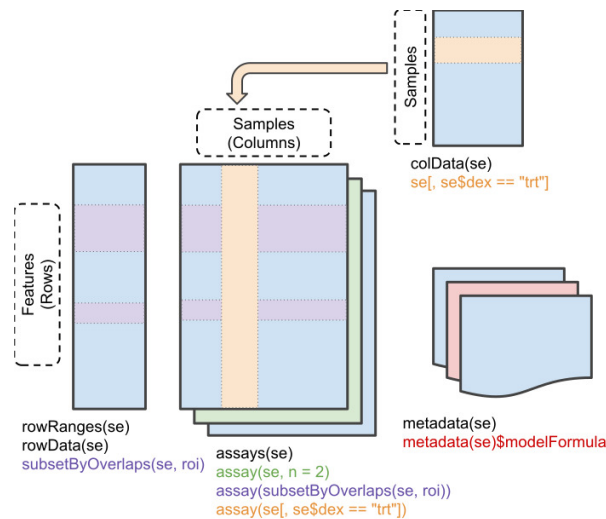 Samples
Samples
(Columns)
colData(se)
se[, se$dex == "trt"]
Features
(Rows)
rowRanges(se)
rowData(se)
subsetByOverlaps(se, roi)
assays(se)
assay(se, n = 2)
assay(subsetByOverlaps(se, roi))
assay(se[, se$dex == "trt"])
metadata(se)
metadata(se)$modelFormula